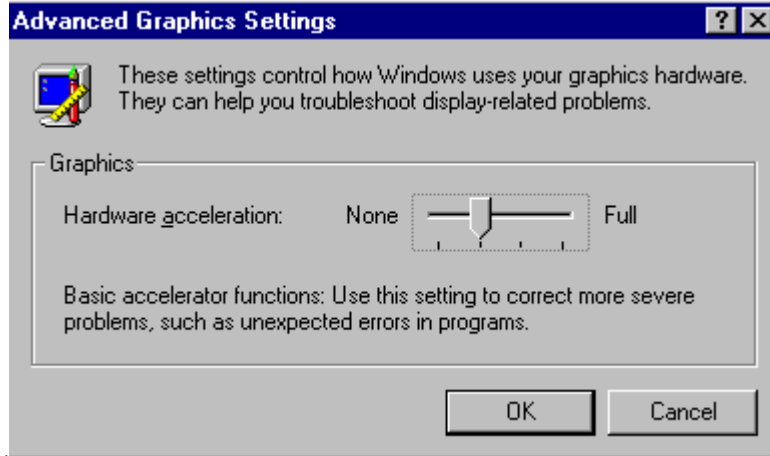 Advanced Graphics Settings
These settings control how Windows uses your graphics hardware.
They can help you troubleshoot display-related problems.
Graphics
Hardware acceleration: None Full
Basic accelerator functions: Use this setting to correct more severe
problems, such as unexpected errors in programs.
OK Cancel